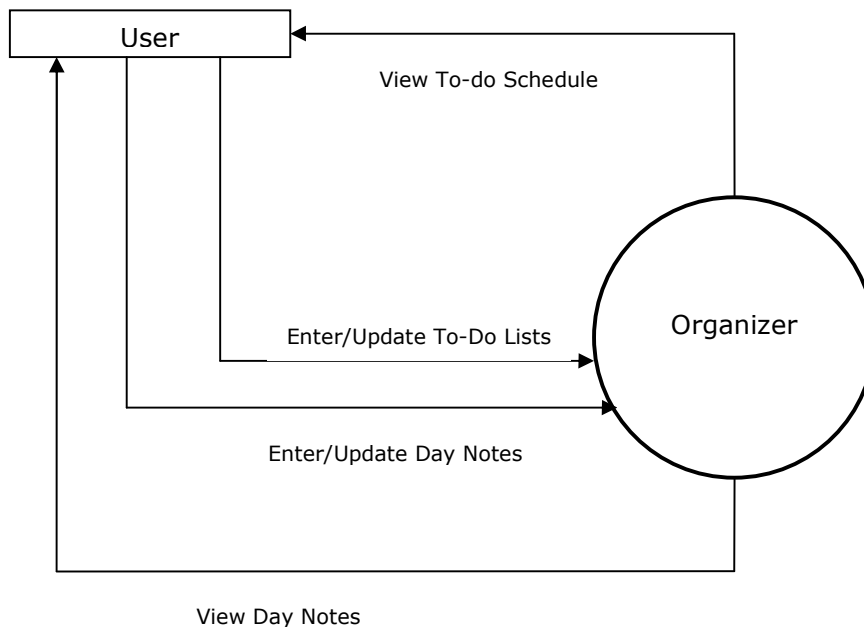 User
View To-do Schedule
Organizer
Enter/Update To-Do Lists
Enter/Update Day Notes
View Day Notes